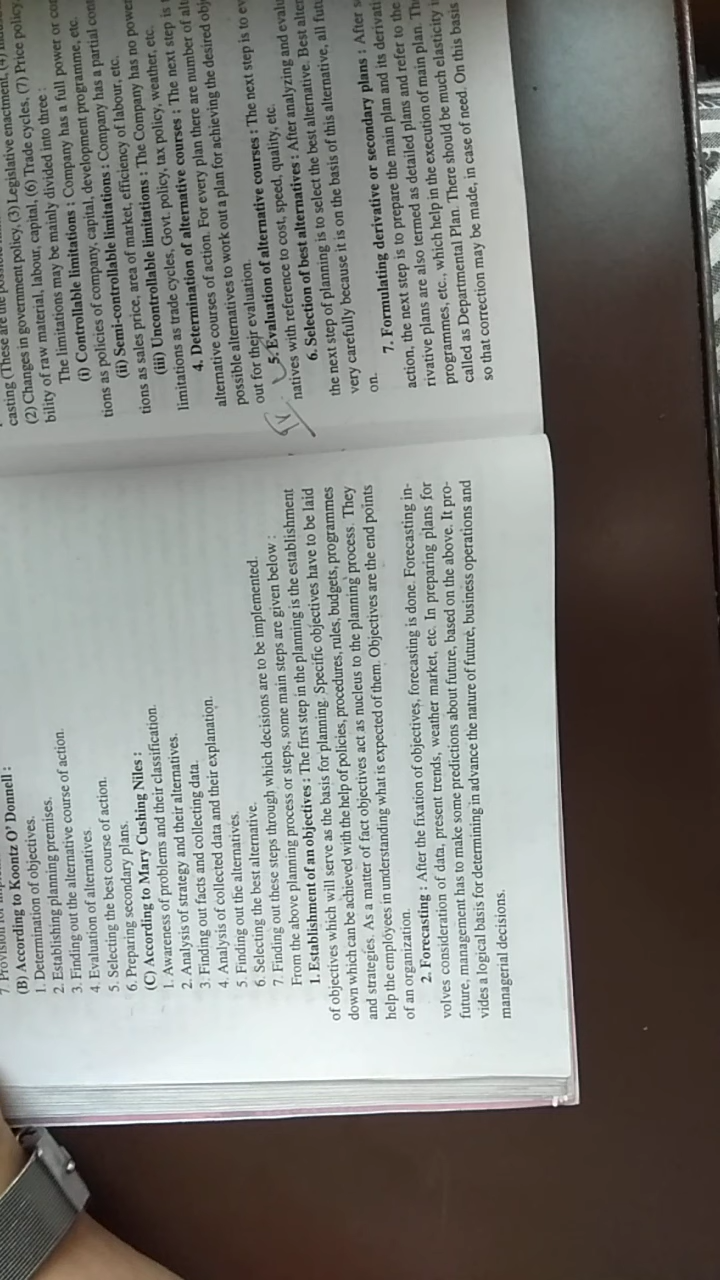 (B) According to Koontz O' Donnell :
1. Determination of objectives.
2. Establishing planning premises.
3. Finding out the alternative course of action.
4. Evaluation of alternatives.
5. Selecting the best course of action.
6. Preparing secondary plans.
(C) According to Mary Cushing Niles :
1. Awareness of problems and their classification.
2. Analysis of strategy and their alternatives.
3. Finding out facts and collecting data.
4. Analysis of collected data and their explanation.
5. Finding out the alternatives.
6. Selecting the best alternative.
7. Finding out these steps through which decisions are to be implemented.
From the above planning process or steps, some main steps are given below :
1. Establishment of an objectives : The first step in the planning is the establishment
of objectives which will serve as the basis for planning. Specific objectives have to be laid
down which can be achieved with the help of policies, procedures, rules, budgets, programmes
and strategies. As a matter of fact objectives act as nucleus to the planning process. They
help the employees in understanding what is expected of them. Objectives are the end points
of an organization.
2. Forecasting : After the fixation of objectives, forecasting is done. Forecasting in-
volves consideration of data, present trends, weather market, etc. In preparing plans for
future, management has to make some predictions about future, based on the above. It pro-
vides a logical basis for determining in advance the nature of future, business operations and
managerial decisions.
casting (These are the
(2) Changes in government policy, (3) Legislative enactment, (4)
bility of raw material, labour, capital, (6) Trade cycles, (7) Price policy,
The limitations may be mainly divided into three :
(i) Controllable limitations : Company has a full power or
tions as policies of company, capital, development programme, etc.
(ii) Semi-controllable limitations : Company has a partial
tions as sales price, area of market, efficiency of labour, etc.
(iii) Uncontrollable limitations : The Company has no power
limitations as trade cycles, Govt. policy, tax policy, weather, etc.
4. Determination of alternative courses : The next step is
alternative courses of action. For every plan there are number of
possible alternatives to work out a plan for achieving the desired
out for their evaluation.
5. Evaluation of alternative courses : The next step is to
natives with reference to cost, speed, quality, etc.
6. Selection of best alternatives : After analyzing and
the next step of planning is to select the best alternative. Best
very carefully because it is on the basis of this alternative, all
on.
7. Formulating derivative or secondary plans : After
action, the next step is to prepare the main plan and its
rivative plans are also termed as detailed plans and refer to the
programmes, etc., which help in the execution of main plan.
called as Departmental Plan. There should be much elasticity
so that correction may be made, in case of need. On this basis